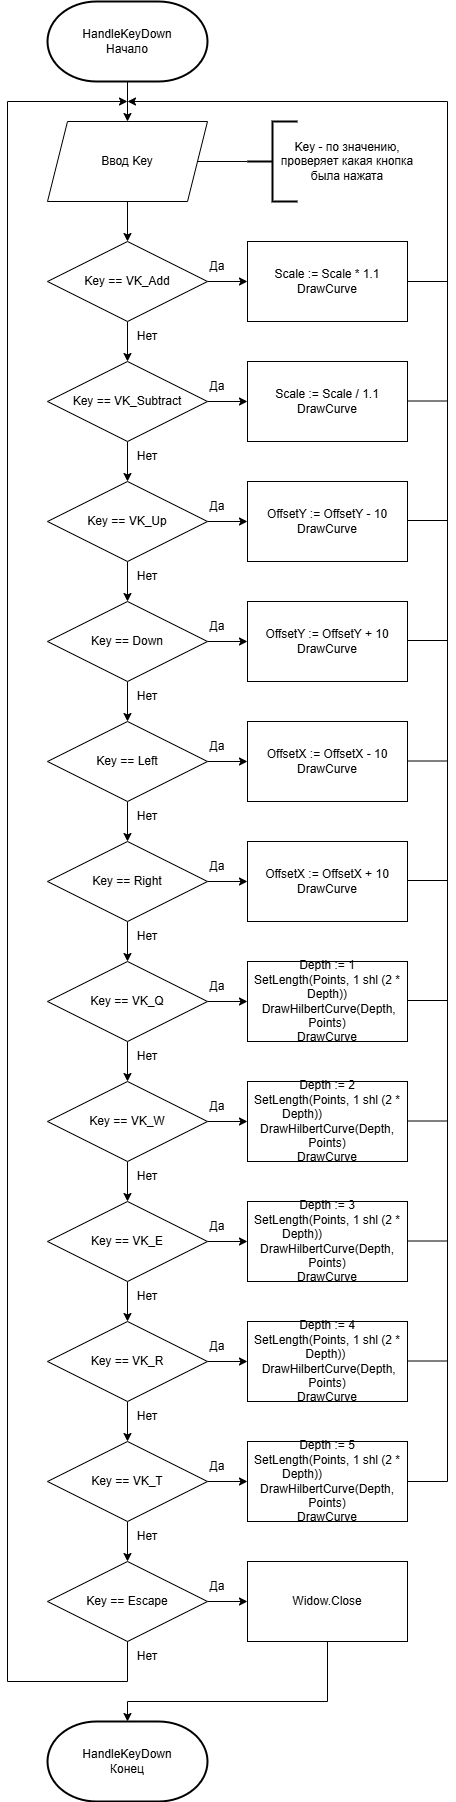 HandleKeyDown
Начало
Ввод Key
Key - по значению,
проверяет какая кнопка
была нажата
Key == VK_Add
Да
Scale := Scale * 1.1
DrawCurve
Нет
Key == VK_Subtract
Да
Scale := Scale / 1.1
DrawCurve
Нет
Key == VK_Up
Да
OffsetY := OffsetY - 10
DrawCurve
Нет
Key == Down
Да
OffsetY := OffsetY + 10
DrawCurve
Нет
Key == Left
Да
OffsetX := OffsetX - 10
DrawCurve
Нет
Key == Right
Да
OffsetX := OffsetX + 10
DrawCurve
Нет
Key == VK_Q
Да
Depth := 1
SetLength(Points, 1 shl (2 *
Depth))
DrawHilbertCurve(Depth,
Points)
DrawCurve
Нет
Key == VK_W
Да
Depth := 2
SetLength(Points, 1 shl (2 *
Depth))
DrawHilbertCurve(Depth,
Points)
DrawCurve
Нет
Key == VK_E
Да
Depth := 3
SetLength(Points, 1 shl (2 *
Depth))
DrawHilbertCurve(Depth,
Points)
DrawCurve
Нет
Key == VK_R
Да
Depth := 4
SetLength(Points, 1 shl (2 *
Depth))
DrawHilbertCurve(Depth,
Points)
DrawCurve
Нет
Key == VK_T
Да
Depth := 5
SetLength(Points, 1 shl (2 *
Depth))
DrawHilbertCurve(Depth,
Points)
DrawCurve
Нет
Key == Escape
Да
Widow.Close
Нет
HandleKeyDown
Конец